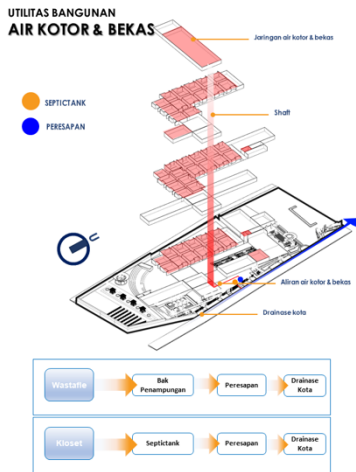 UTILITAS BANGUNAN
AIR KOTOR & BEKAS
Jaringan air kotor & bekas
SEPTICTANK
PERESAPAN
Shaft
U
Aliran air kotor & bekas
Drainase kota
Wastafle
Bak
Penampungan
Peresapan
Drainase
Kota
Kloset
Septictank
Peresapan
Drainase
Kota